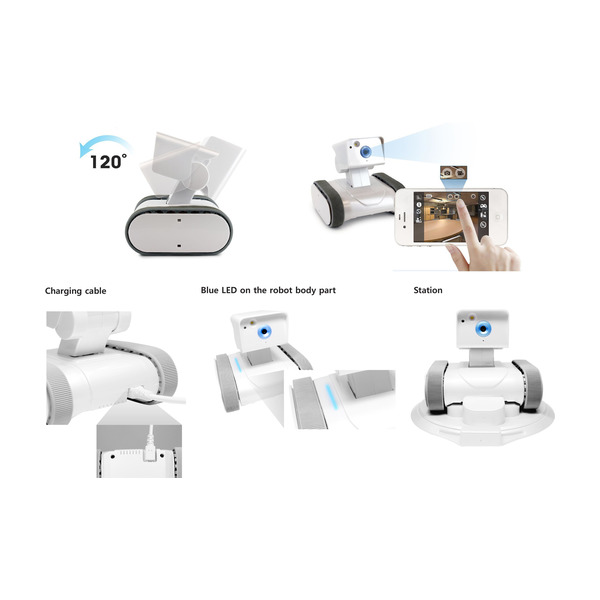 120°
Charging cable
Blue LED on the robot body part
Station